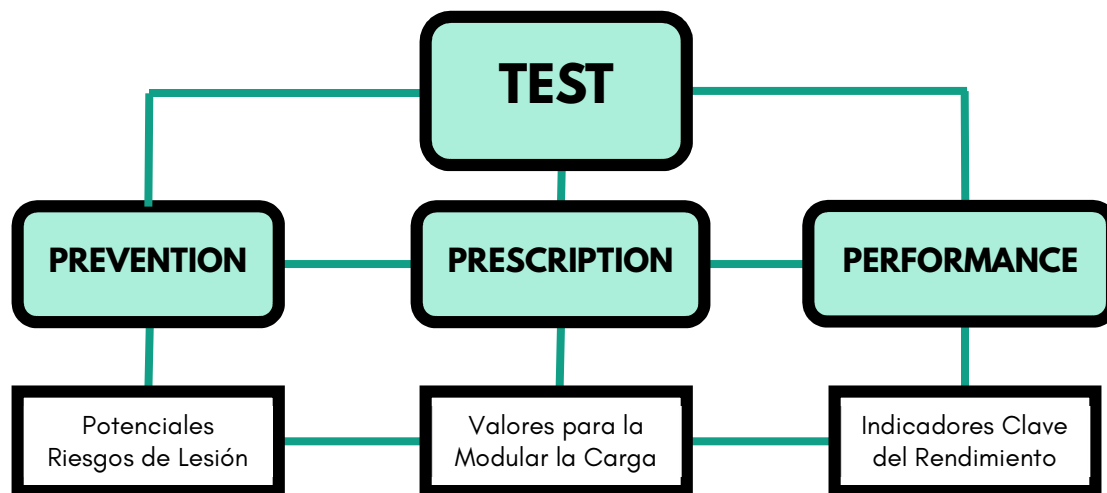 TEST
PREVENTION
PRESCRIPTION
PERFORMANCE
Potenciales
Riesgos de Lesión
Valores para la
Modular la Carga
Indicadores Clave
del Rendimiento